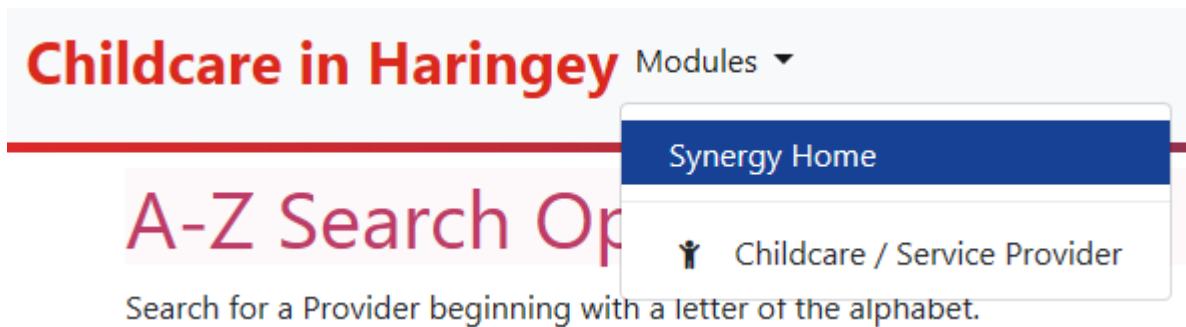 Childcare in Haringey Modules
Synergy Home
A-Z Search Op
Childcare / Service Provider
Search for a Provider beginning with a letter of the alphabet.